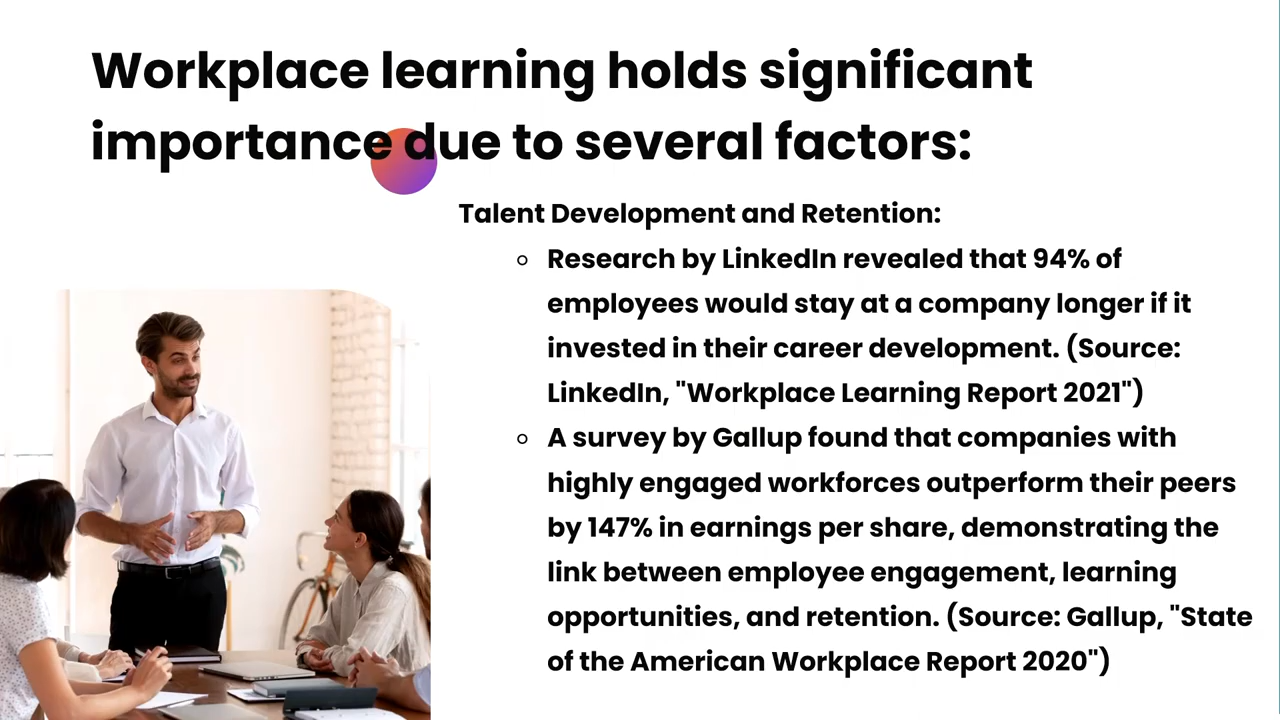 Workplace learning holds significant
importance due to several factors:
Talent Development and Retention:
Research by LinkedIn revealed that 94% of
employees would stay at a company longer if it
invested in their career development. (Source:
LinkedIn, "Workplace Learning Report 2021")
A survey by Gallup found that companies with
highly engaged workforces outperform their peers
by 147% in earnings per share, demonstrating the
link between employee engagement, learning
opportunities, and retention. (Source: Gallup, "State
of the American Workplace Report 2020")